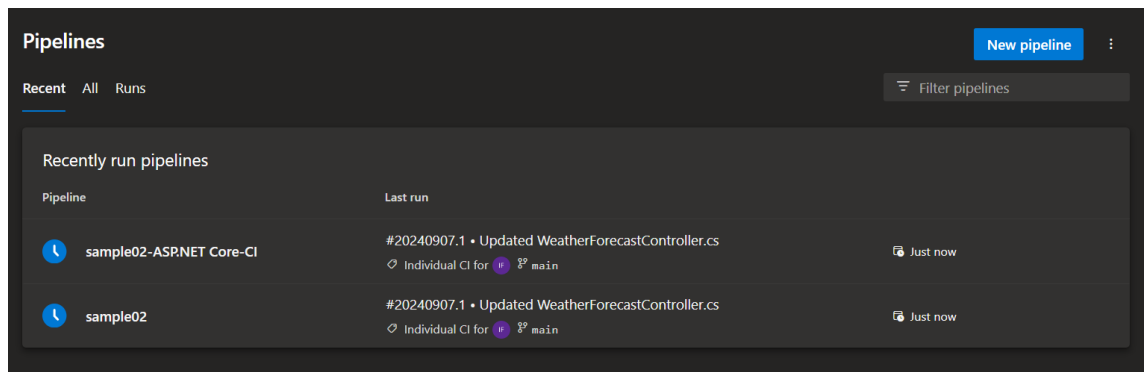 Pipelines
New pipeline
Recent All Runs
Filter pipelines
Recently run pipelines
Pipeline Last run
sample02-ASP.NET Core-CI
#20240907.1 • Updated WeatherForecastController.cs
Individual CI for IF main
Just now
sample02
#20240907.1 • Updated WeatherForecastController.cs
Individual CI for IF main
Just now